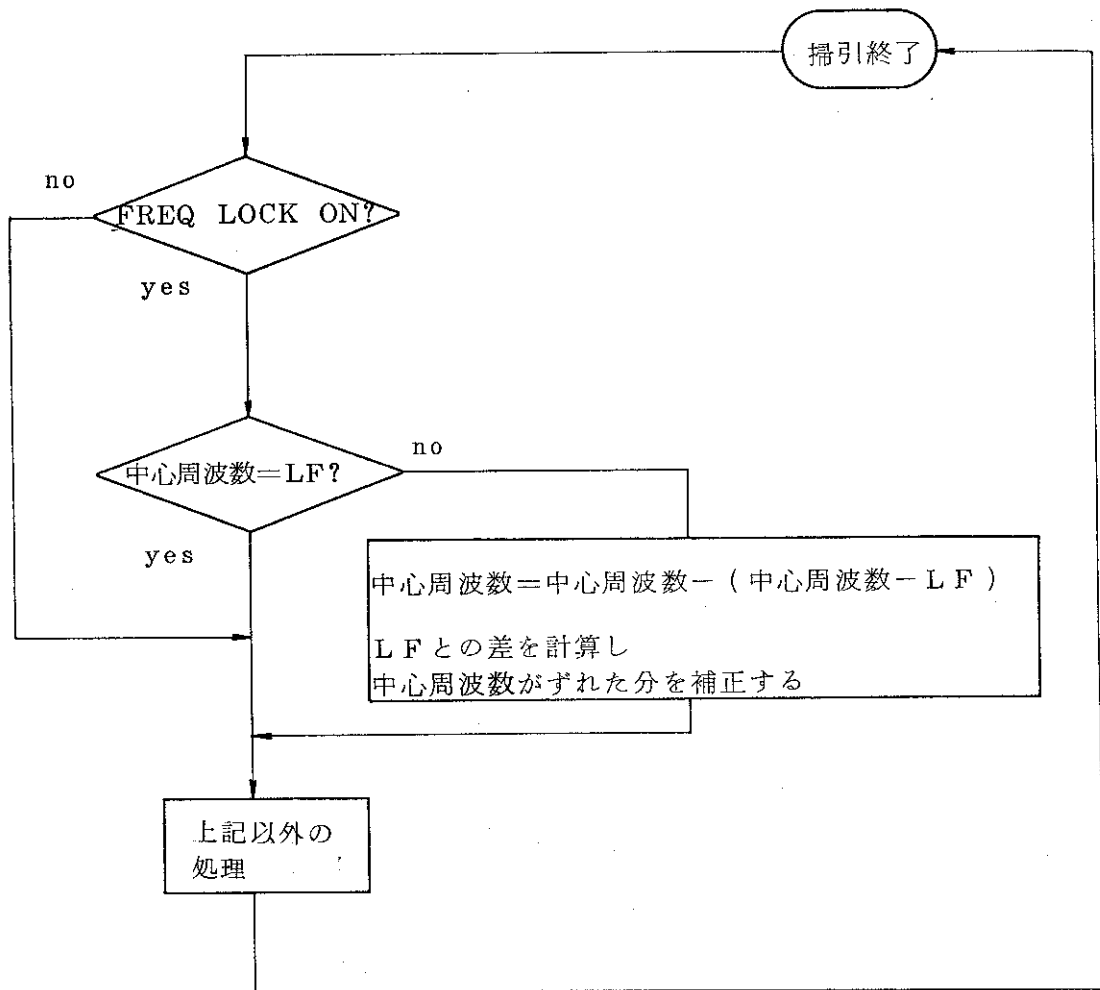 掃引終了
no
FREQ LOCK ON?
yes
中心周波数=LF?
no
yes
中心周波数=中心周波数-(中心周波数-LF)
LFとの差を計算し
中心周波数がずれた分を補正する
上記以外の
処理